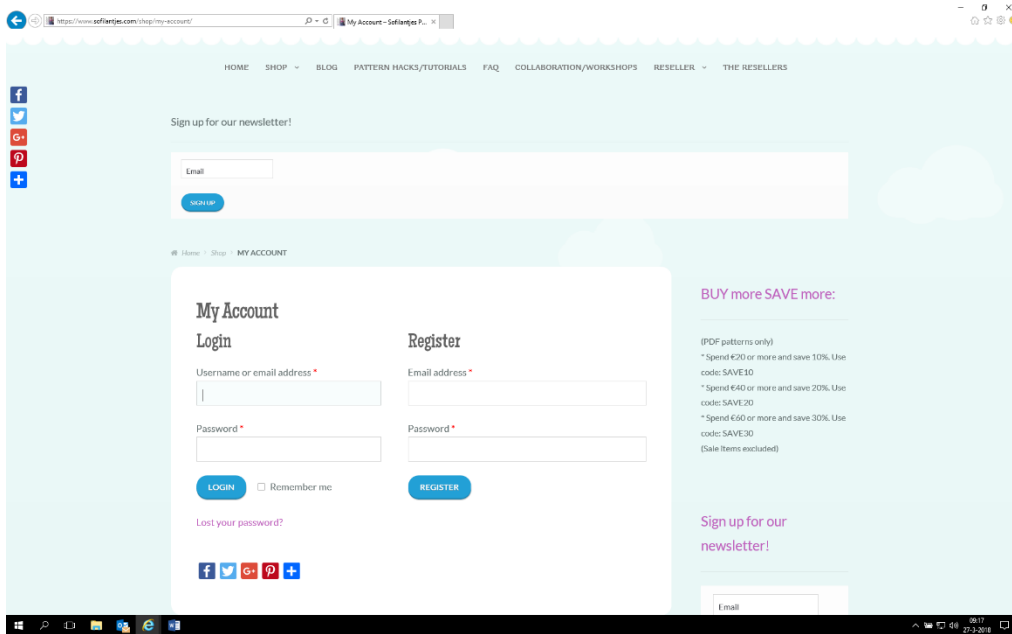 https://www.sofilantjes.com/shop/my-account/
My Account – Sofilantjes P...
HOME SHOP BLOG PATTERN HACKS/TUTORIALS FAQ COLLABORATION/WORKSHOPS RESELLER THE RESELLERS
Sign up for our newsletter!
Email
SIGN UP
Home Shop MY ACCOUNT
My Account
Login
Username or email address *
Password *
LOGIN Remember me
Lost your password?
Register
Email address *
Password *
REGISTER
BUY more SAVE more:
(PDF patterns only)
* Spend €20 or more and save 10%. Use
code: SAVE10
* Spend €40 or more and save 20%. Use
code: SAVE20
* Spend €60 or more and save 30%. Use
code: SAVE30
(Sale Items excluded)
Sign up for our
newsletter!
Email
09:17
27-3-2018